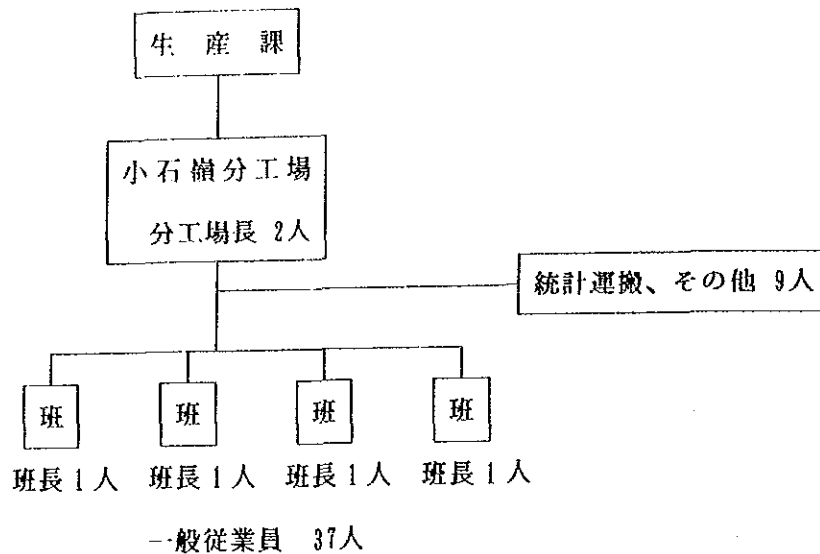 生産課
小石嶺分工場
分工場長 2人
統計運搬、その他 9人
班 班 班 班
班長1人 班長1人 班長1人 班長1人
一般従業員 37人